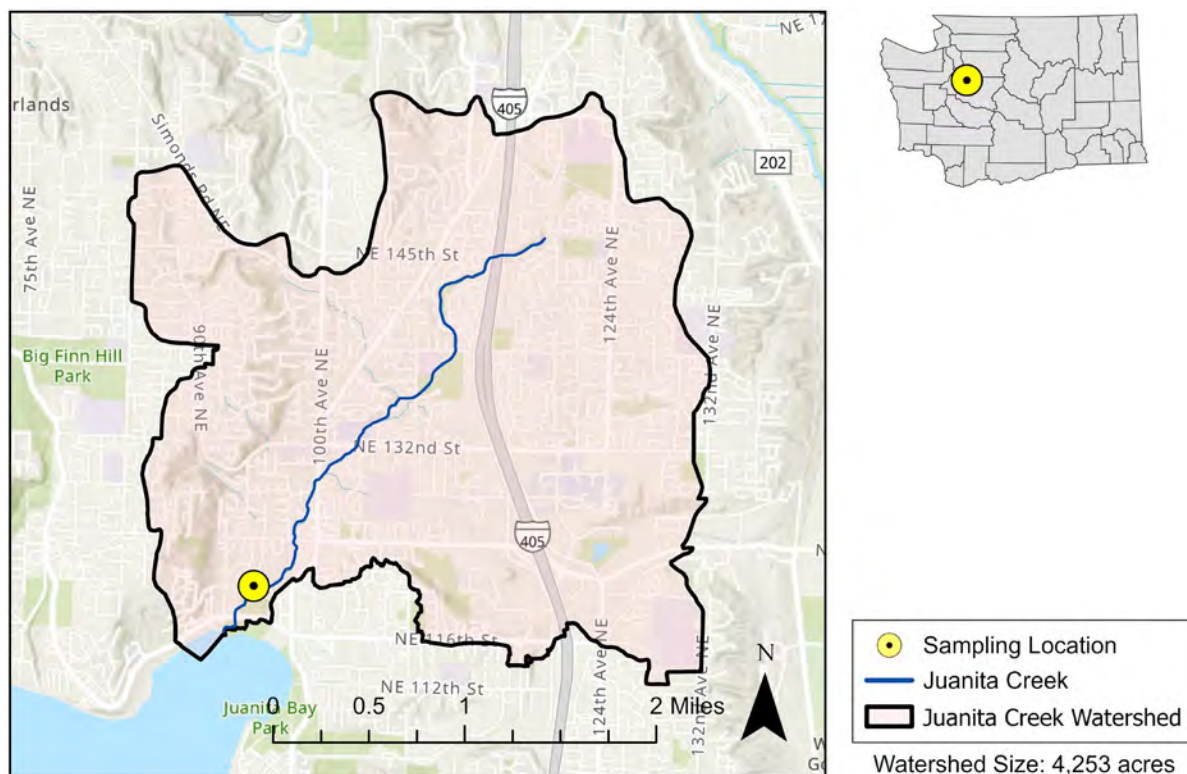 NE 1
405
rlands
Simonds Rd NE
202
75th Ave NE
NE 145th St
124th Ave NE
90th Ave NE
100th Ave NE
132nd Ave NE
Big Finn Hill
Park
NE 132nd St
405
N
NE 116th St
NE 112th St
124th Ave NE
132nd Ave NE
Juanita Bay
Park
0 0.5 1 2 Miles
N
W
Go
Sampling Location
Juanita Creek
Juanita Creek Watershed
Watershed Size: 4,253 acres